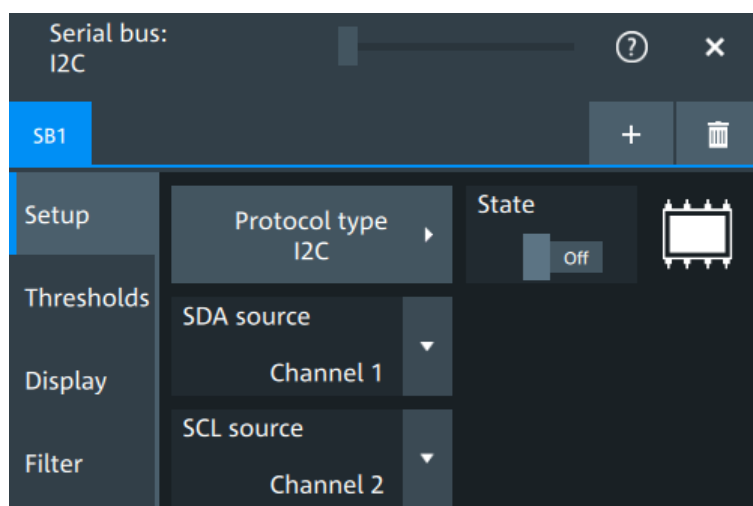 Serial bus:
I2C
?
SB1
+
Setup
Thresholds
Display
Filter
Protocol type
I2C
State
Off
SDA source
Channel 1
SCL source
Channel 2